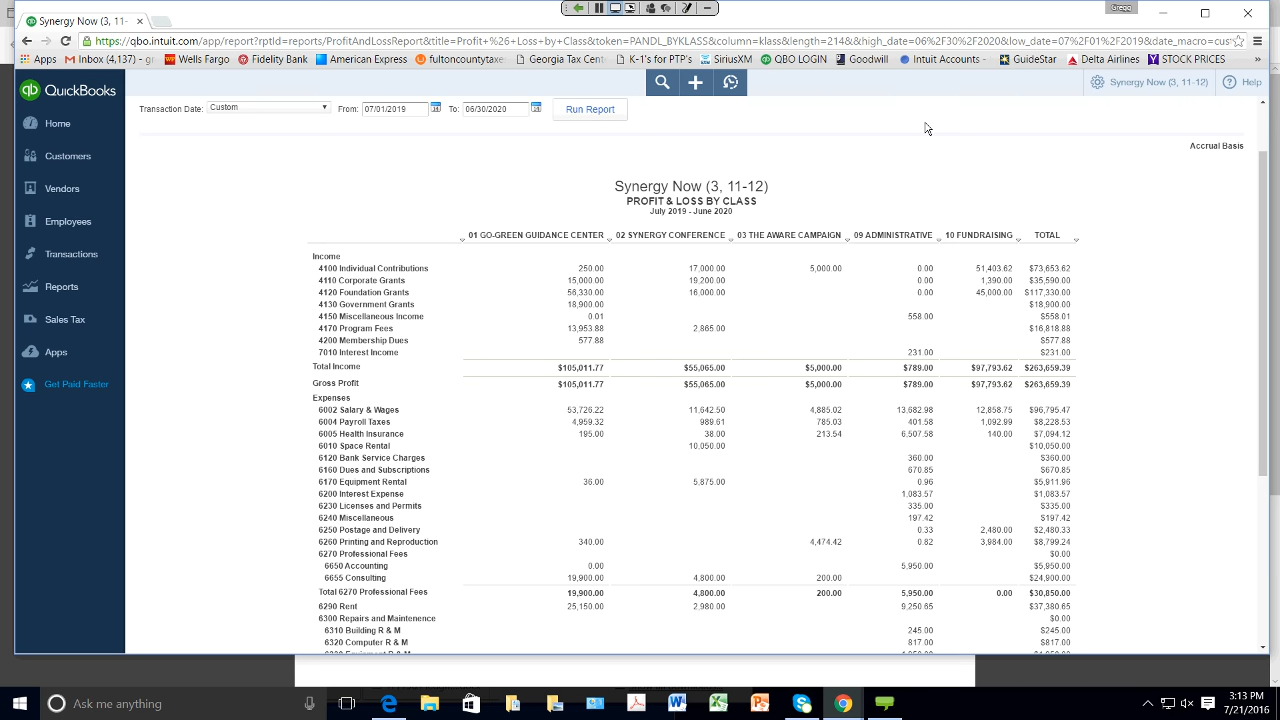 Gregg
Synergy Now (3, 11-
https://qbo.intuit.com/app/report?rptId=reports/ProfitAndLossReport&title=Profit+%26+Loss+by+Class&token=PANDL_BYKLASS&column=klass&length=214&&high_date=06%2F30%2F2020&low_date=07%2F01%2F2019&date_macro=cus
Apps Inbox (4,137) - Wells Fargo Business - American fultoncountytaxes K-1's for PTS's SiriusXM QBO LOGIN Goodwill Intuit Accounts - GuideStar Delta Airlines STOCK PRICES
QuickBooks
Synergy Now (3, 11-12) Help
Home
Customers
Vendors
Employees
Transactions
Reports
Sales Tax
Apps
Get Paid Faster
Transaction Date: Custom From: 07/01/2019 To: 06/30/2020 Run Report
Accrual Basis
Synergy Now (3, 11-12)
PROFIT & LOSS BY CLASS
July 2019 - June 2020
01 GO-GREEN GUIDANCE CENTER 02 SYNERGY CONFERENCE 03 THE AWARE CAMPAIGN 09 ADMINISTRATIVE 10 FUNDRAISING TOTAL
Income
4100 Individual Contributions 250.00 17,000.00 5,000.00 0.00 51,403.62 $73,653.62
4110 Corporate Grants 15,000.00 19,200.00 0.00 1,390.00 $35,590.00
4120 Foundation Grants 56,330.00 16,000.00 0.00 45,000.00 $117,330.00
4130 Government Grants 18,900.00 $18,900.00
4150 Miscellaneous Income 0.01 558.00 $558.01
4170 Program Fees 13,953.88 2,865.00 $16,818.88
4200 Membership Dues 577.88 $577.88
7010 Interest Income 231.00 $231.00
Total Income $105,011.77 $55,065.00 $5,000.00 $789.00 $97,793.62 $263,659.39
Gross Profit $105,011.77 $55,065.00 $5,000.00 $789.00 $97,793.62 $263,659.39
Expenses
6002 Salary & Wages 53,726.22 11,642.50 4,885.02 13,682.98 12,858.75 $96,795.47
6004 Payroll Taxes 4,959.32 989.61 785.03 401.58 1,092.99 $8,228.53
6005 Health Insurance 195.00 38.00 213.54 6,507.58 140.00 $7,094.12
6010 Space Rental 10,050.00 $10,050.00
6120 Bank Service Charges 360.00 $360.00
6160 Dues and Subscriptions 670.85 $670.85
6170 Equipment Rental 36.00 5,875.00 0.96 $5,911.96
6200 Interest Expense 1,083.57 $1,083.57
6230 Licenses and Permits 335.00 $335.00
6240 Miscellaneous 197.42 $197.42
6250 Postage and Delivery 0.33 2,480.00 $2,480.33
6260 Printing and Reproduction 340.00 4,474.42 0.82 3,984.00 $8,799.24
6270 Professional Fees $0.00
6650 Accounting 0.00 5,950.00 $5,950.00
6655 Consulting 19,900.00 4,800.00 200.00 $24,900.00
Total 6270 Professional Fees 19,900.00 4,800.00 200.00 5,950.00 0.00 $30,850.00
6290 Rent 25,150.00 2,980.00 9,250.65 $37,380.65
6300 Repairs and Maintenence $0.00
6310 Building R & M 245.00 $245.00
6320 Computer R & M 817.00 $817.00
Ask me anything
3:13 PM
7/21/2016